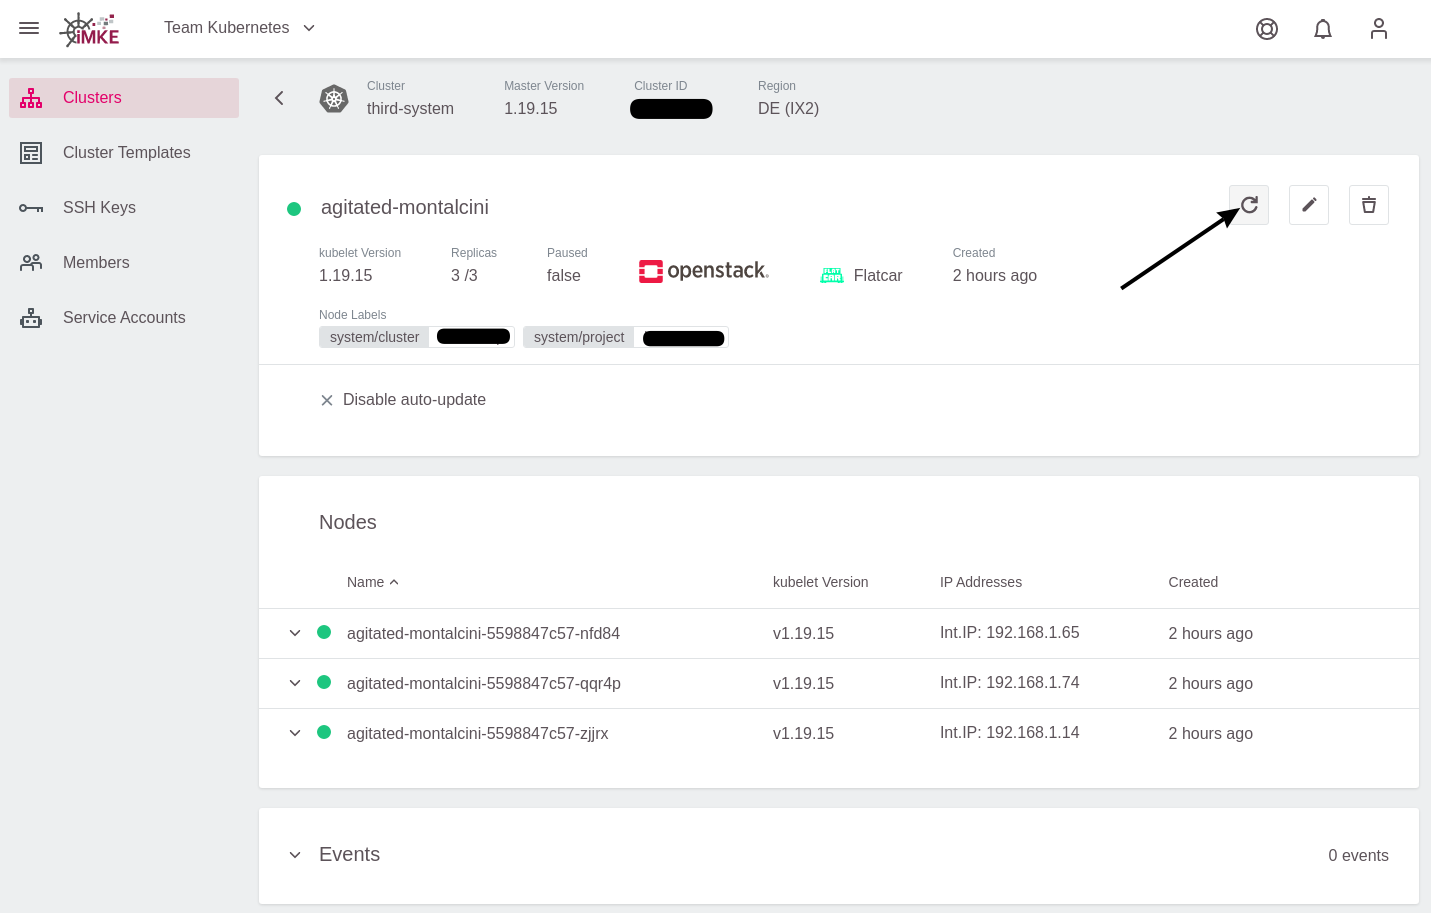 iMKE
Team Kubernetes
Clusters
Cluster Templates
SSH Keys
Members
Service Accounts
Cluster
third-system
Master Version
1.19.15
Cluster ID
Region
DE (IX2)
agitated-montalcini
kubelet Version
1.19.15
Replicas
3 /3
Paused
false
openstack.
FLAT CAR
Flatcar
Created
2 hours ago
Node Labels
system/cluster
system/project
Disable auto-update
Nodes
Name kubelet Version IP Addresses Created
agitated-montalcini-5598847c57-nfd84 v1.19.15 Int.IP: 192.168.1.65 2 hours ago
agitated-montalcini-5598847c57-qqr4p v1.19.15 Int.IP: 192.168.1.74 2 hours ago
agitated-montalcini-5598847c57-zjjrx v1.19.15 Int.IP: 192.168.1.14 2 hours ago
Events
0 events